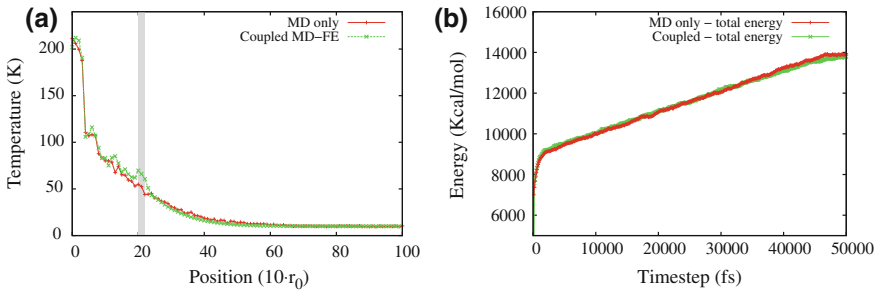 (a)
MD only
Coupled MD−FE
Temperature (K)
200
150
100
50
0
0 20 40 60 80 100
Position (10·r0)
(b)
MD only − total energy
Coupled − total energy
Energy (Kcal/mol)
16000
14000
12000
10000
8000
6000
0 10000 20000 30000 40000 50000
Timestep (fs)